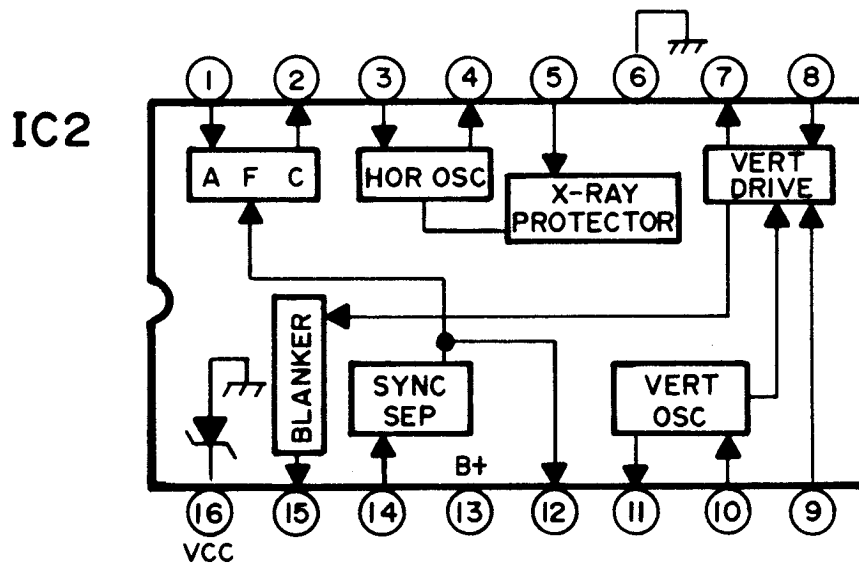 1 2 3 4 5 6 7 8
IC2
A F C
HOR OSC
X-RAY
PROTECTOR
VERT
DRIVE
BLANKER
SYNC
SEP
VERT
OSC
B+
16 15 14 13 12 11 10 9
VCC